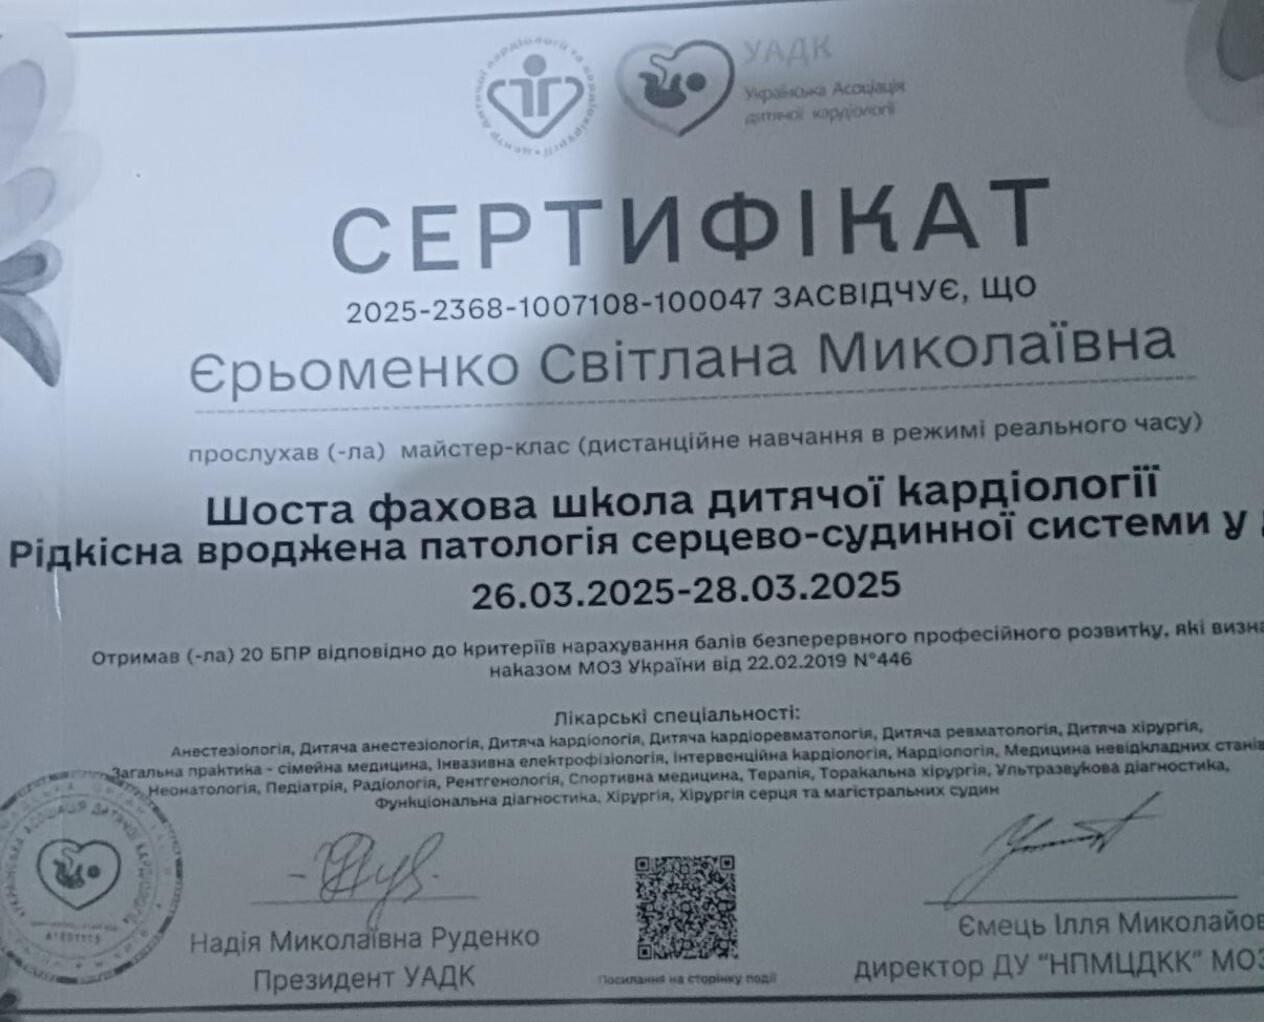 УАДК
Українська Асоціація
дитячої кардіології
СЕРТИФІКАТ
2025-2368-1007108-100047 ЗАСВІДЧУЄ, ЩО
Єрьоменко Світлана Миколаївна
прослухав (-ла) майстер-клас (дистанційне навчання в режимі реального часу)
Шоста фахова школа дитячої кардіології
Рідкісна вроджена патологія серцево-судинної системи у
26.03.2025-28.03.2025
Отримав (-ла) 20 БПР відповідно до критеріїв нарахування балів безперервного професійного розвитку, які визна
наказом МОЗ України від 22.02.2019 N°446
Лікарські спеціальності:
Анестезіологія, Дитяча анестезіологія, Дитяча кардіологія, Дитяча кардіоревматологія, Дитяча ревматологія, Дитяча хірургія,
Загальна практика - сімейна медицина, Інвазивна електрофізіологія, Інтервенційна кардіологія, Кардіологія, Медицина невідкладних станів
Неонатологія, Педіатрія, Радіологія, Рентгенологія, Спортивна медицина, Терапія, Торакальна хірургія, Ультразвукова діагностика,
Функціональна діагностика, Хірургія, Хірургія серця та магістральних судин
Надія Миколаївна Руденко
Президент УАДК
Посилання на сторінку події
Ємець Ілля Миколайов
директор ДУ “НПМЦДКК” МОЗ